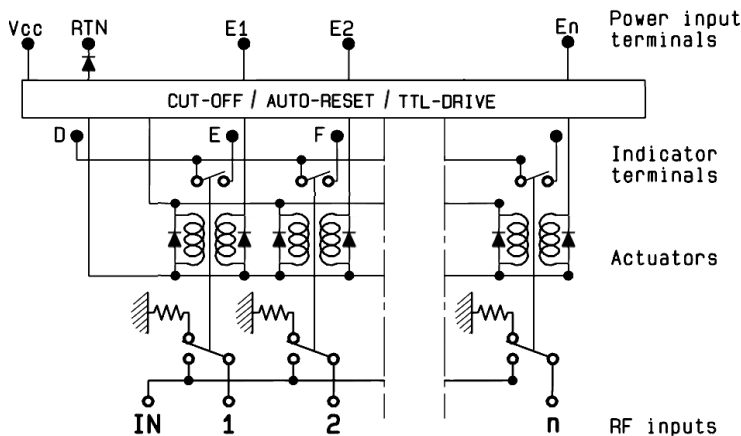 Vcc RTN E1 E2 En Power input
terminals
CUT-OFF / AUTO-RESET / TTL-DRIVE
D E F
Indicator
terminals
Actuators
IN 1 2 n RF inputs